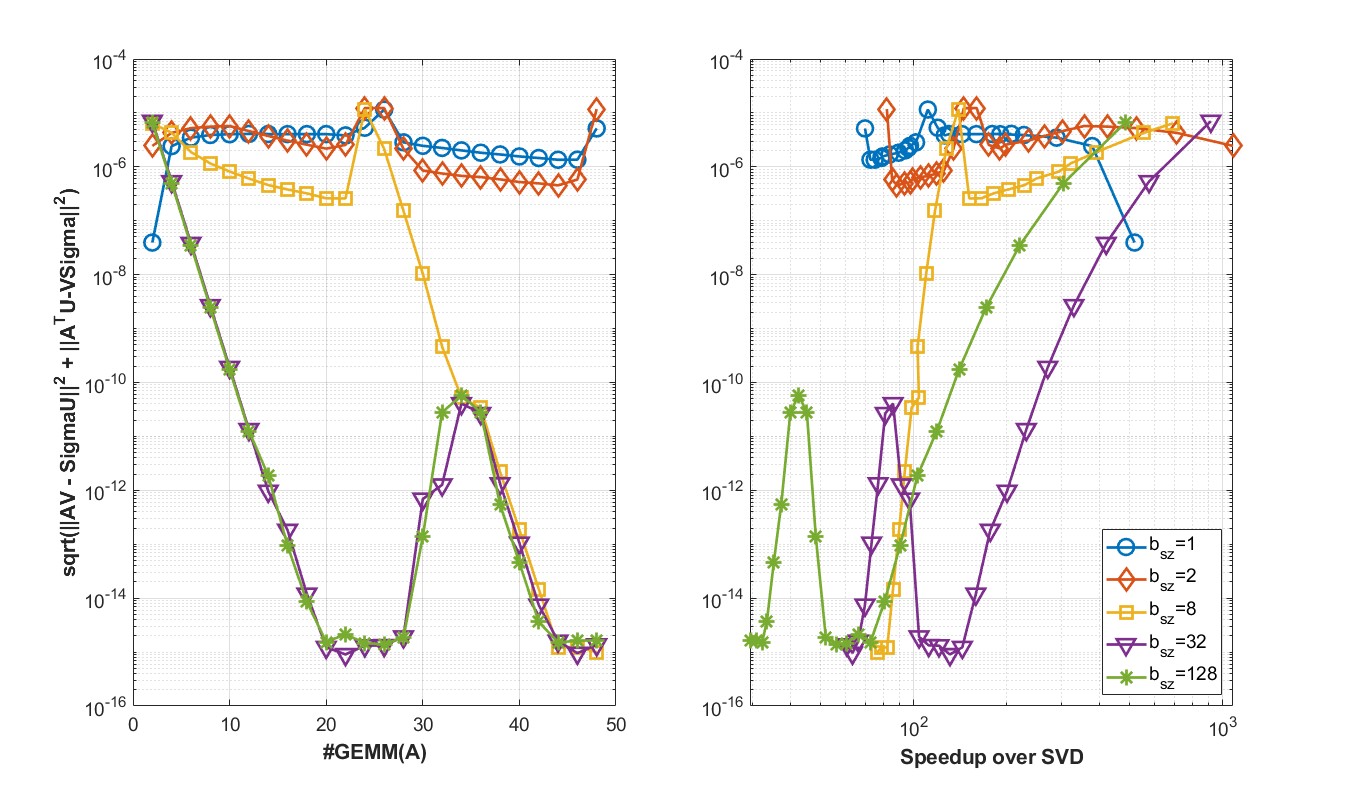 sqrt(||AV - SigmaU||^2 + ||A^T U-VSigma||^2)
10^-4
10^-6
10^-8
10^-10
10^-12
10^-14
10^-16
0 10 20 30 40 50
#GEMM(A)
10^-4
10^-6
10^-8
10^-10
10^-12
10^-14
10^-16
10^2 10^3
Speedup over SVD
b_sz=1
b_sz=2
b_sz=8
b_sz=32
b_sz=128